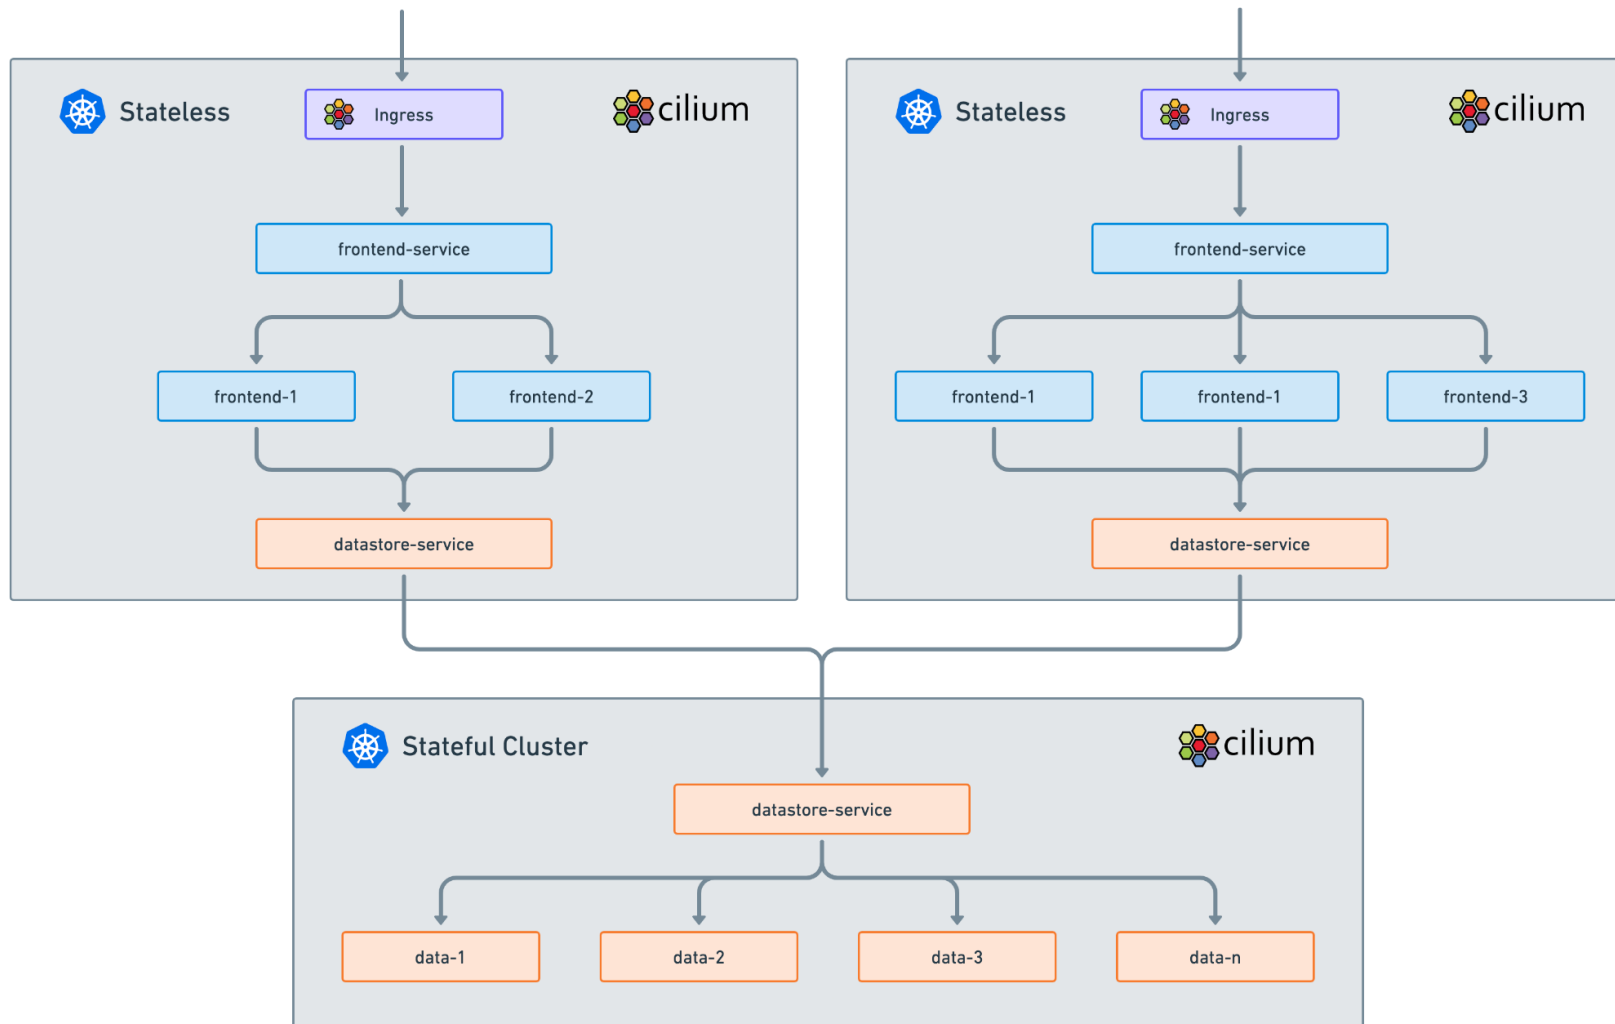 Stateless
Ingress
cilium
frontend-service
frontend-1
frontend-2
datastore-service
Stateless
Ingress
cilium
frontend-service
frontend-1
frontend-1
frontend-3
datastore-service
Stateful Cluster
cilium
datastore-service
data-1
data-2
data-3
data-n